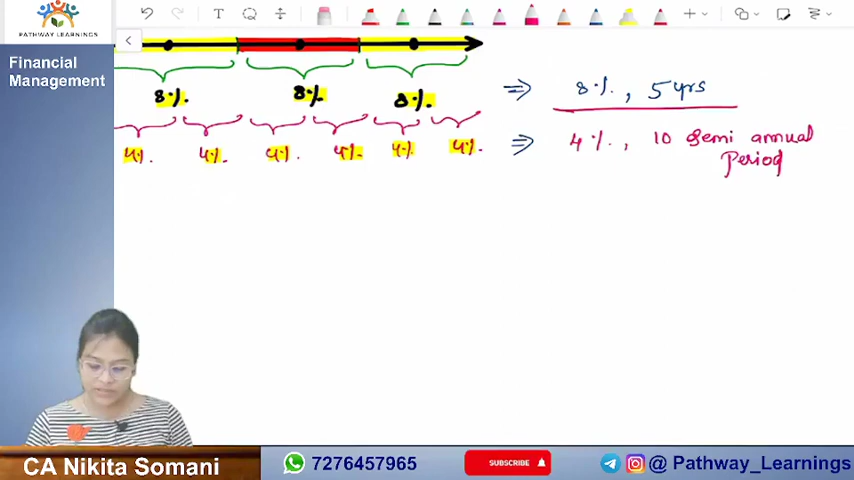 PATHWAY LEARNINGS
Financial
Management
T
8%. 8%. 8%. ⇒ 8%, 5 yrs
4%. 4%. 4%. 4%. 4%. 4%. ⇒ 4%, 10 Semi annual
Period
CA Nikita Somani
7276457965
SUBSCRIBE
@ Pathway_Learnings